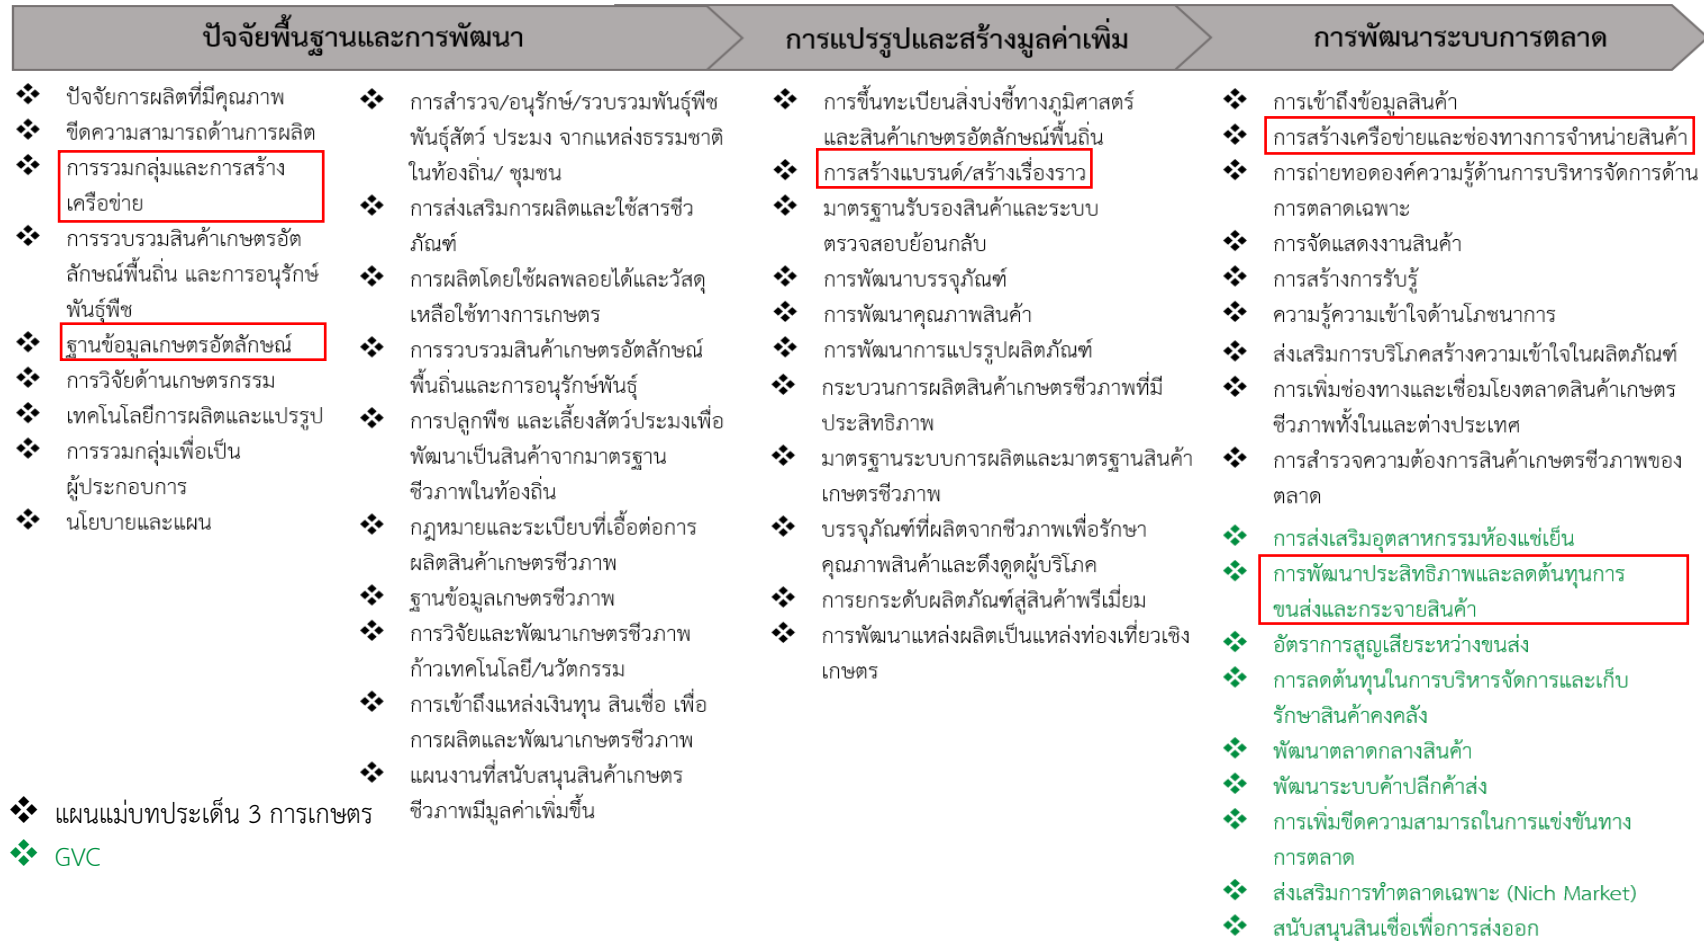 ปัจจัยพื้นฐานและการพัฒนา
การแปรรูปและสร้างมูลค่าเพิ่ม
การพัฒนาระบบการตลาด
ปัจจัยการผลิตที่มีคุณภาพ
ขีดความสามารถด้านการผลิต
การรวมกลุ่มและการสร้าง
เครือข่าย
การรวบรวมสินค้าเกษตรอัต
ลักษณ์พื้นถิ่น และการอนุรักษ์
พันธุ์พืช
ฐานข้อมูลเกษตรอัตลักษณ์
การวิจัยด้านเกษตรกรรม
เทคโนโลยีการผลิตและแปรรูป
การรวมกลุ่มเพื่อเป็น
ผู้ประกอบการ
นโยบายและแผน
การสำรวจ/อนุรักษ์/รวบรวมพันธุ์พืช
พันธุ์สัตว์ ประมง จากแหล่งธรรมชาติ
ในท้องถิ่น/ ชุมชน
การส่งเสริมการผลิตและใช้สารชีว
ภัณฑ์
การผลิตโดยใช้ผลพลอยได้และวัสดุ
เหลือใช้ทางการเกษตร
การรวบรวมสินค้าเกษตรอัตลักษณ์
พื้นถิ่นและการอนุรักษ์พันธุ์
การปลูกพืช และเลี้ยงสัตว์ประมงเพื่อ
พัฒนาเป็นสินค้าจากมาตรฐาน
ชีวภาพในท้องถิ่น
กฎหมายและระเบียบที่เอื้อต่อการ
ผลิตสินค้าเกษตรชีวภาพ
ฐานข้อมูลเกษตรชีวภาพ
การวิจัยและพัฒนาเกษตรชีวภาพ
ก้าวเทคโนโลยี/นวัตกรรม
การเข้าถึงแหล่งเงินทุน สินเชื่อ เพื่อ
การผลิตและพัฒนาเกษตรชีวภาพ
แผนงานที่สนับสนุนสินค้าเกษตร
ชีวภาพมีมูลค่าเพิ่มขึ้น
การขึ้นทะเบียนสิ่งบ่งชี้ทางภูมิศาสตร์
และสินค้าเกษตรอัตลักษณ์พื้นถิ่น
การสร้างแบรนด์/สร้างเรื่องราว
มาตรฐานรับรองสินค้าและระบบ
ตรวจสอบย้อนกลับ
การพัฒนาบรรจุภัณฑ์
การพัฒนาคุณภาพสินค้า
การพัฒนาการแปรรูปผลิตภัณฑ์
กระบวนการผลิตสินค้าเกษตรชีวภาพที่มี
ประสิทธิภาพ
มาตรฐานระบบการผลิตและมาตรฐานสินค้า
เกษตรชีวภาพ
บรรจุภัณฑ์ที่ผลิตจากชีวภาพเพื่อรักษา
คุณภาพสินค้าและดึงดูดผู้บริโภค
การยกระดับผลิตภัณฑ์สู่สินค้าพรีเมี่ยม
การพัฒนาแหล่งผลิตเป็นแหล่งท่องเที่ยวเชิง
เกษตร
การเข้าถึงข้อมูลสินค้า
การสร้างเครือข่ายและช่องทางการจำหน่ายสินค้า
การถ่ายทอดองค์ความรู้ด้านการบริหารจัดการด้าน
การตลาดเฉพาะ
การจัดแสดงงานสินค้า
การสร้างการรับรู้
ความรู้ความเข้าใจด้านโภชนาการ
ส่งเสริมการบริโภคสร้างความเข้าใจในผลิตภัณฑ์
การเพิ่มช่องทางและเชื่อมโยงตลาดสินค้าเกษตร
ชีวภาพทั้งในและต่างประเทศ
การสำรวจความต้องการสินค้าเกษตรชีวภาพของ
ตลาด
การส่งเสริมอุตสาหกรรมห้องแช่เย็น
การพัฒนาประสิทธิภาพและลดต้นทุนการ
ขนส่งและกระจายสินค้า
อัตราการสูญเสียระหว่างขนส่ง
การลดต้นทุนในการบริหารจัดการและเก็บ
รักษาสินค้าคงคลัง
พัฒนาตลาดกลางสินค้า
พัฒนาระบบค้าปลีกค้าส่ง
การเพิ่มขีดความสามารถในการแข่งขันทาง
การตลาด
ส่งเสริมการทำตลาดเฉพาะ (Nich Market)
สนับสนุนสินเชื่อเพื่อการส่งออก
แผนแม่บทประเด็น 3 การเกษตร
GVC